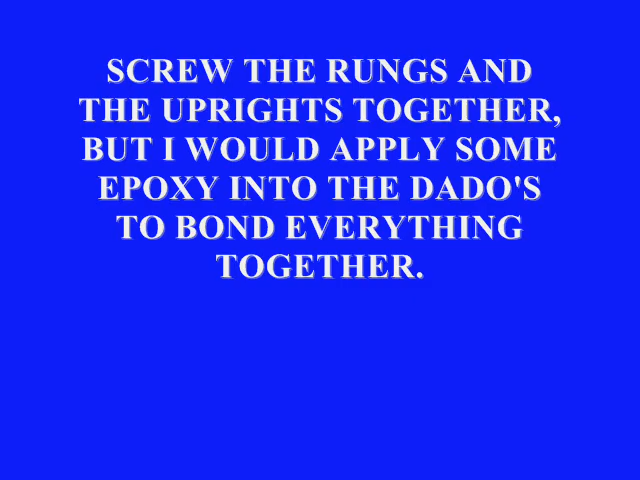 SCREW THE RUNGS AND
THE UPRIGHTS TOGETHER,
BUT I WOULD APPLY SOME
EPOXY INTO THE DADO'S
TO BOND EVERYTHING
TOGETHER.